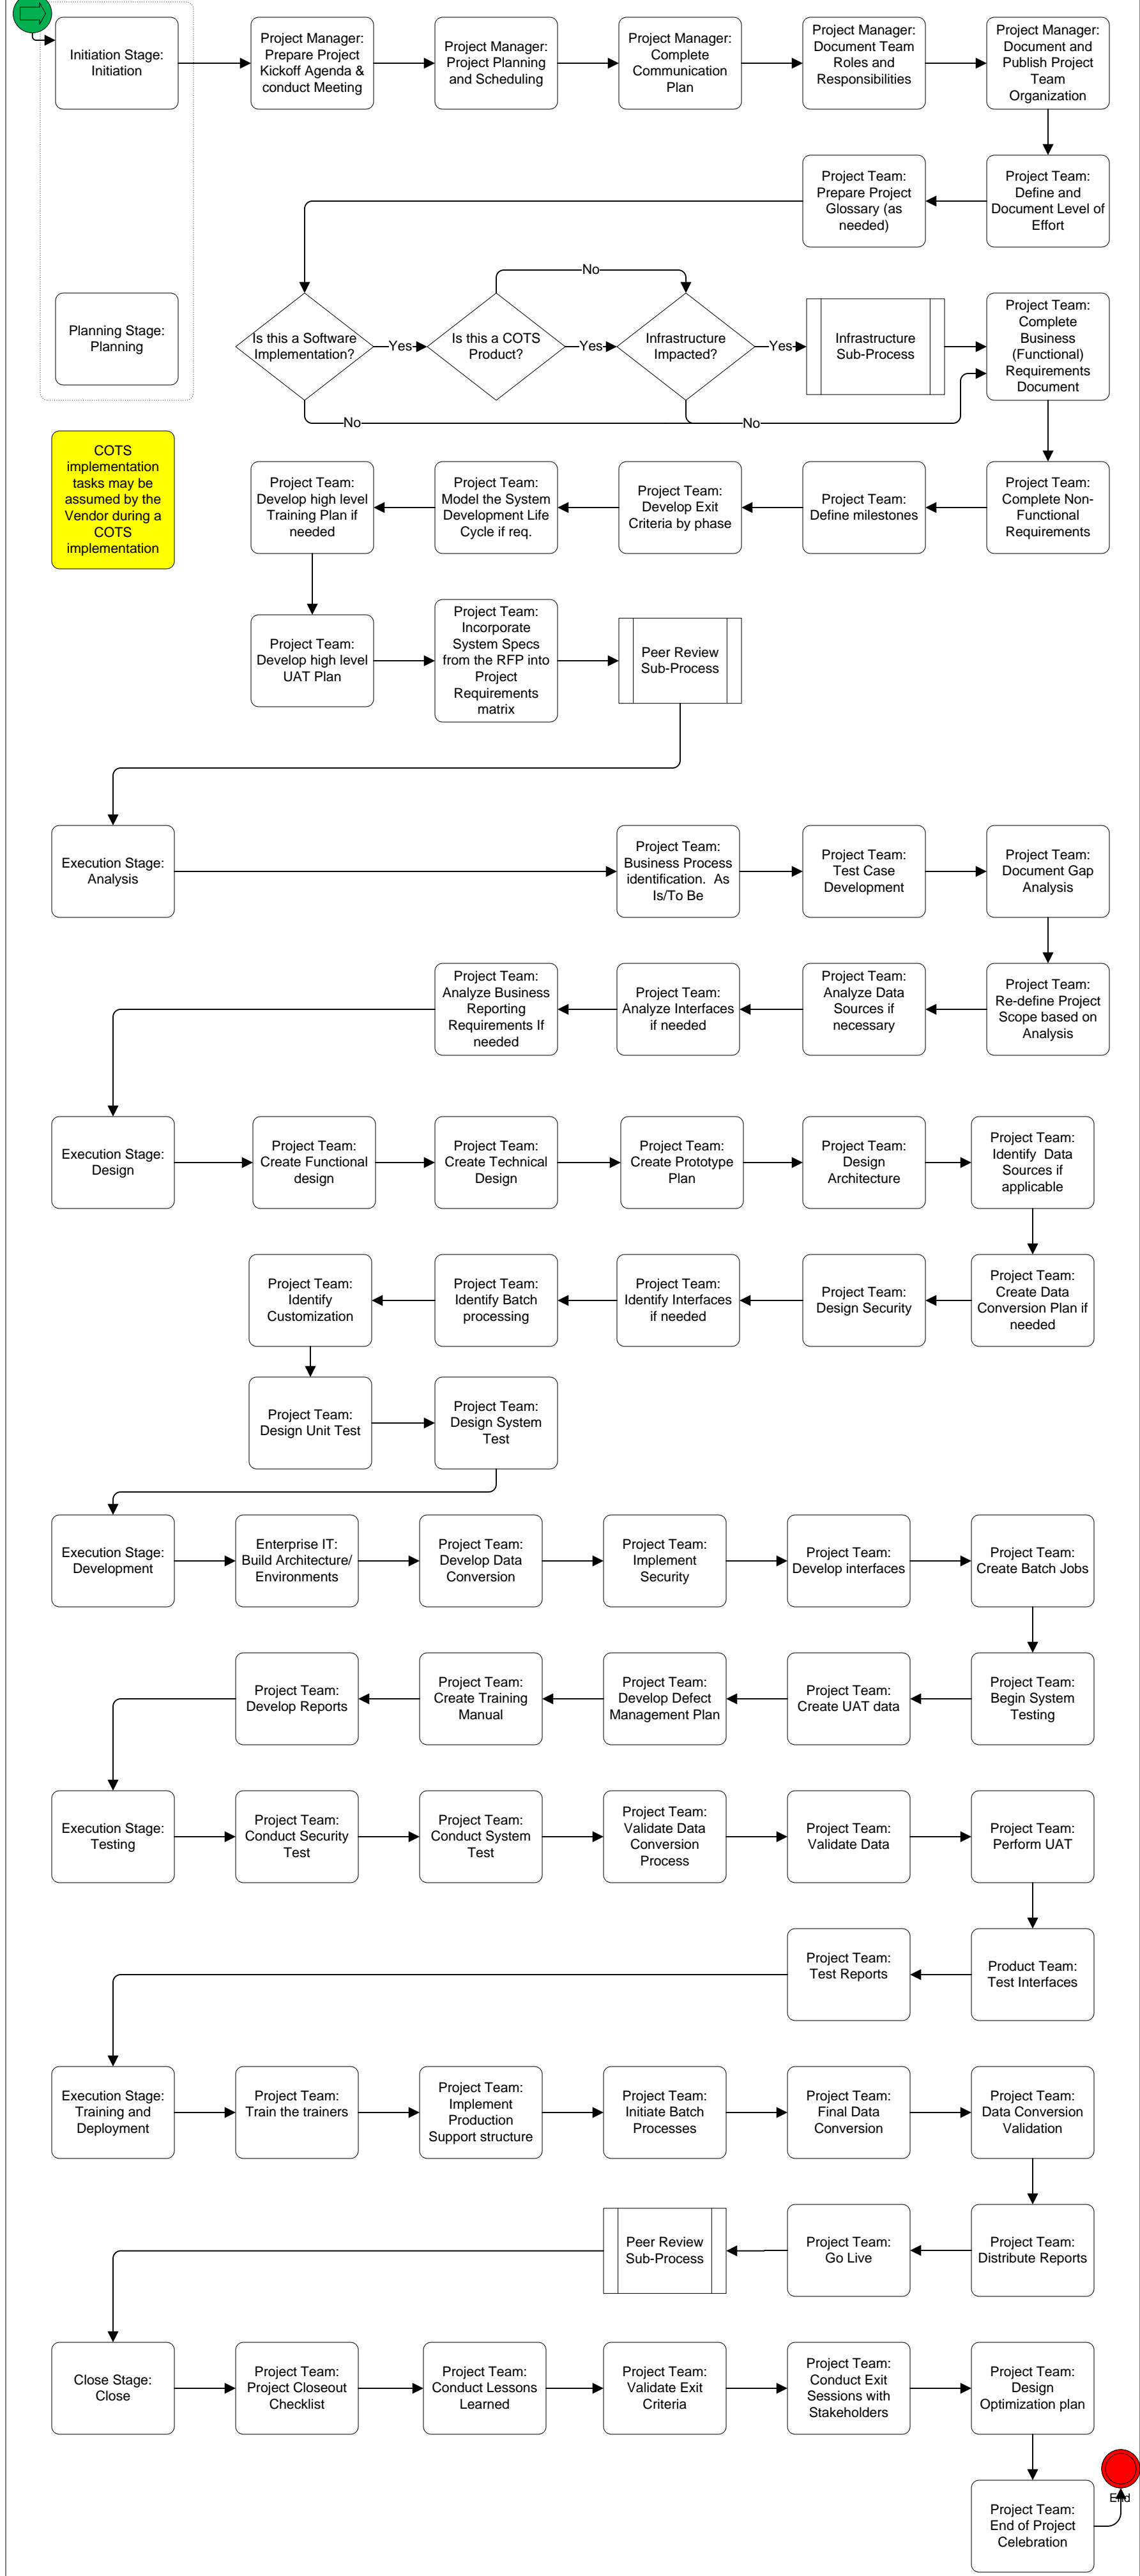 Initiation Stage:
Initiation
Project Manager:
Prepare Project
Kickoff Agenda &
conduct Meeting
Project Manager:
Project Planning
and Scheduling
Project Manager:
Complete
Communication
Plan
Project Manager:
Document Team
Roles and
Responsibilities
Project Manager:
Document and
Publish Project
Team
Organization
Project Team:
Prepare Project
Glossary (as
needed)
Project Team:
Define and
Document Level of
Effort
Planning Stage:
Planning
Is this a Software
Implementation?
Yes
Is this a COTS
Product?
No
Yes
Infrastructure
Impacted?
Yes
Infrastructure
Sub-Process
Project Team:
Complete
Business
(Functional)
Requirements
Document
No
No
COTS
implementation
tasks may be
assumed by the
Vendor during a
COTS
implementation
Project Team:
Develop high level
Training Plan if
needed
Project Team:
Model the System
Development Life
Cycle if req.
Project Team:
Develop Exit
Criteria by phase
Project Team:
Define milestones
Project Team:
Complete Non-
Functional
Requirements
Project Team:
Develop high level
UAT Plan
Project Team:
Incorporate
System Specs
from the RFP into
Project
Requirements
matrix
Peer Review
Sub-Process
Execution Stage:
Analysis
Project Team:
Business Process
identification.  As
Is/To Be
Project Team:
Test Case
Development
Project Team:
Document Gap
Analysis
Project Team:
Analyze Business
Reporting
Requirements If
needed
Project Team:
Analyze Interfaces
if needed
Project Team:
Analyze Data
Sources if
necessary
Project Team:
Re-define Project
Scope based on
Analysis
Execution Stage:
Design
Project Team:
Create Functional
design
Project Team:
Create Technical
Design
Project Team:
Create Prototype
Plan
Project Team:
Design
Architecture
Project Team:
Identify  Data
Sources if
applicable
Project Team:
Identify
Customization
Project Team:
Identify Batch
processing
Project Team:
Identify Interfaces
if needed
Project Team:
Design Security
Project Team:
Create Data
Conversion Plan if
needed
Project Team:
Design Unit Test
Project Team:
Design System
Test
Execution Stage:
Development
Enterprise IT:
Build Architecture/
Environments
Project Team:
Develop Data
Conversion
Project Team:
Implement
Security
Project Team:
Develop interfaces
Project Team:
Create Batch Jobs
Project Team:
Develop Reports
Project Team:
Create Training
Manual
Project Team:
Develop Defect
Management Plan
Project Team:
Create UAT data
Project Team:
Begin System
Testing
Execution Stage:
Testing
Project Team:
Conduct Security
Test
Project Team:
Conduct System
Test
Project Team:
Validate Data
Conversion
Process
Project Team:
Validate Data
Project Team:
Perform UAT
Project Team:
Test Reports
Product Team:
Test Interfaces
Execution Stage:
Training and
Deployment
Project Team:
Train the trainers
Project Team:
Implement
Production
Support structure
Project Team:
Initiate Batch
Processes
Project Team:
Final Data
Conversion
Project Team:
Data Conversion
Validation
Peer Review
Sub-Process
Project Team:
Go Live
Project Team:
Distribute Reports
Close Stage:
Close
Project Team:
Project Closeout
Checklist
Project Team:
Conduct Lessons
Learned
Project Team:
Validate Exit
Criteria
Project Team:
Conduct Exit
Sessions with
Stakeholders
Project Team:
Design
Optimization plan
End
Project Team:
End of Project
Celebration